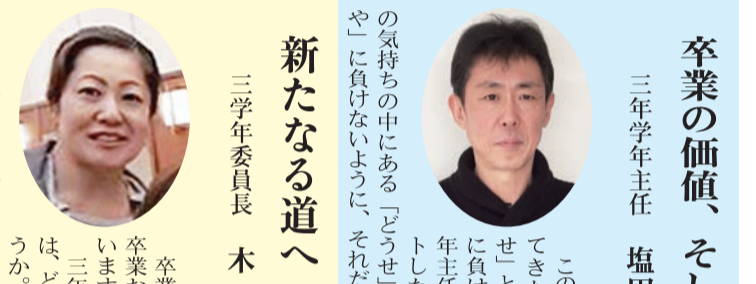 卒業の価値、そし
三年学年主任 塩田
この
てきた
せ」と
に負け
年主任
トした
の気持ちの中にある「どうせ」
や」に負けないように、それだ
新たなる道へ
三学年委員長 木
卒業
卒業お
います
三年
は、ど
うか。